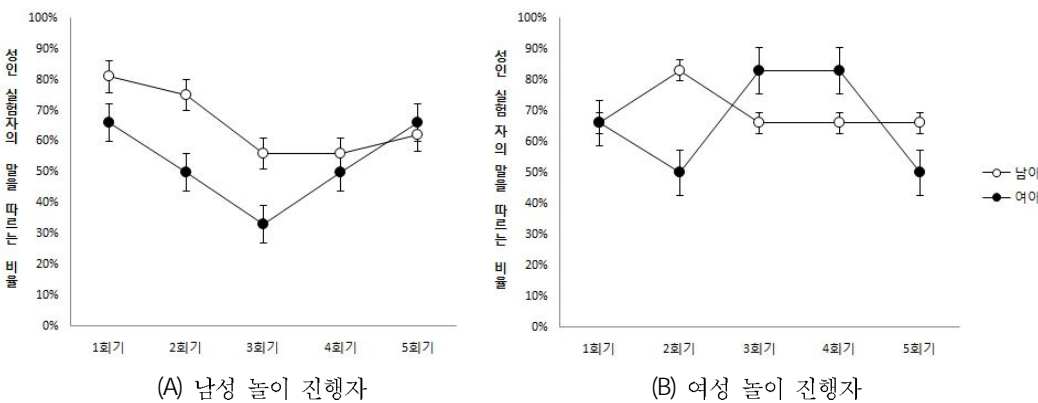 100%
90%
80%
70%
60%
50%
40%
30%
20%
10%
0%
성인 실험자의 말을 따르는 비율
1회기 2회기 3회기 4회기 5회기
(A) 남성 놀이 진행자
100%
90%
80%
70%
60%
50%
40%
30%
20%
10%
0%
성인 실험 자의 말을 따르는 비율
1회기 2회기 3회기 4회기 5회기
(B) 여성 놀이 진행자
남아
여아